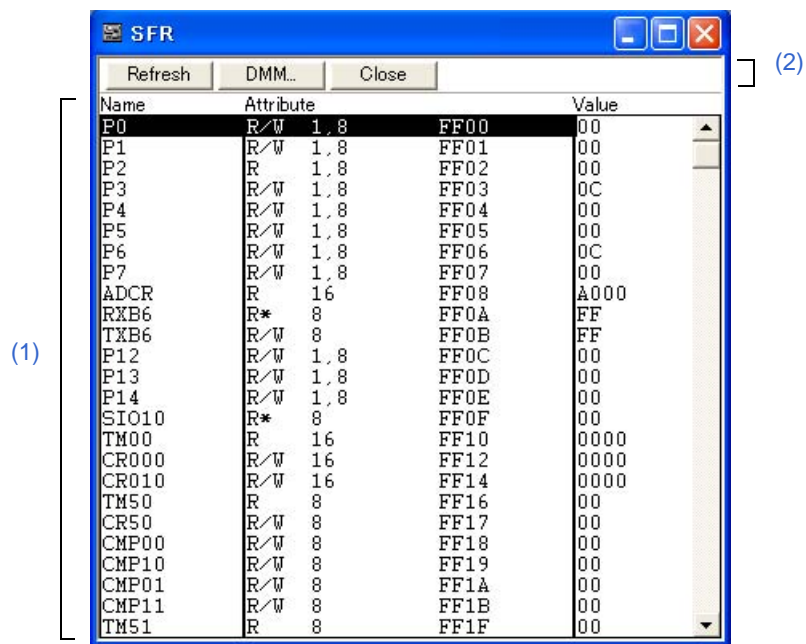 SFR
(2)
Refresh DMM... Close
Name Attribute Value
P0 R/W 1,8 FF00 00
P1 R/W 1,8 FF01 00
P2 R 1,8 FF02 00
P3 R/W 1,8 FF03 0C
P4 R/W 1,8 FF04 00
P5 R/W 1,8 FF05 00
P6 R/W 1,8 FF06 0C
P7 R/W 1,8 FF07 00
ADCR R 16 FF08 A000
RXB6 R* 8 FF0A FF
TXB6 R/W 8 FF0B FF
(1)
P12 R/W 1,8 FF0C 00
P13 R/W 1,8 FF0D 00
P14 R/W 1,8 FF0E 00
SIO10 R* 8 FF0F 00
TM00 R 16 FF10 0000
CR000 R/W 16 FF12 0000
CR010 R/W 16 FF14 0000
TM50 R 8 FF16 00
CR50 R/W 8 FF17 00
CMP00 R/W 8 FF18 00
CMP10 R/W 8 FF19 00
CMP01 R/W 8 FF1A 00
CMP11 R/W 8 FF1B 00
TM51 R 8 FF1F 00